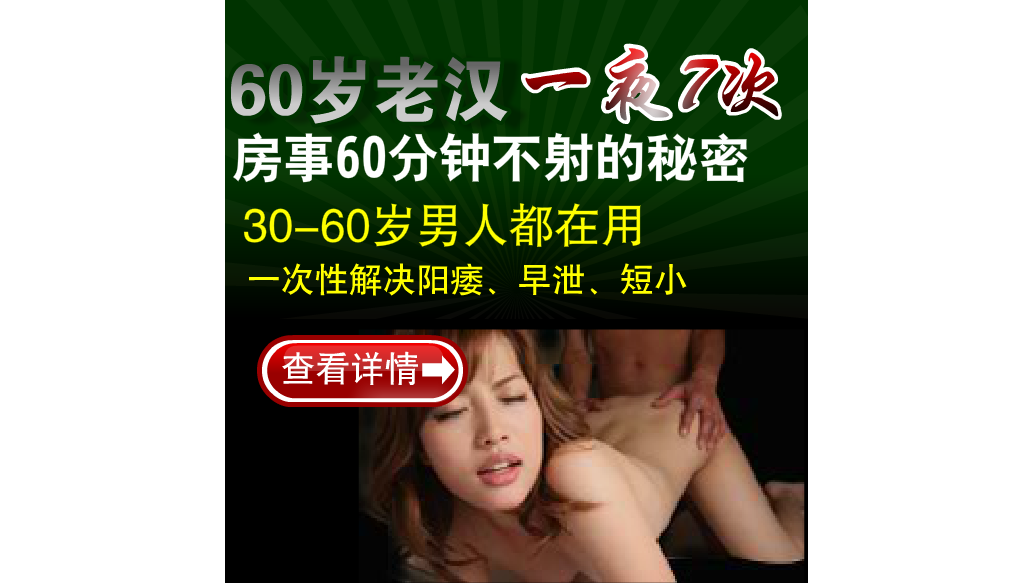 60岁老汉一夜7次
房事60分钟不射的秘密
30-60岁男人都在用
一次性解决阳痿、早泄、短小
查看详情